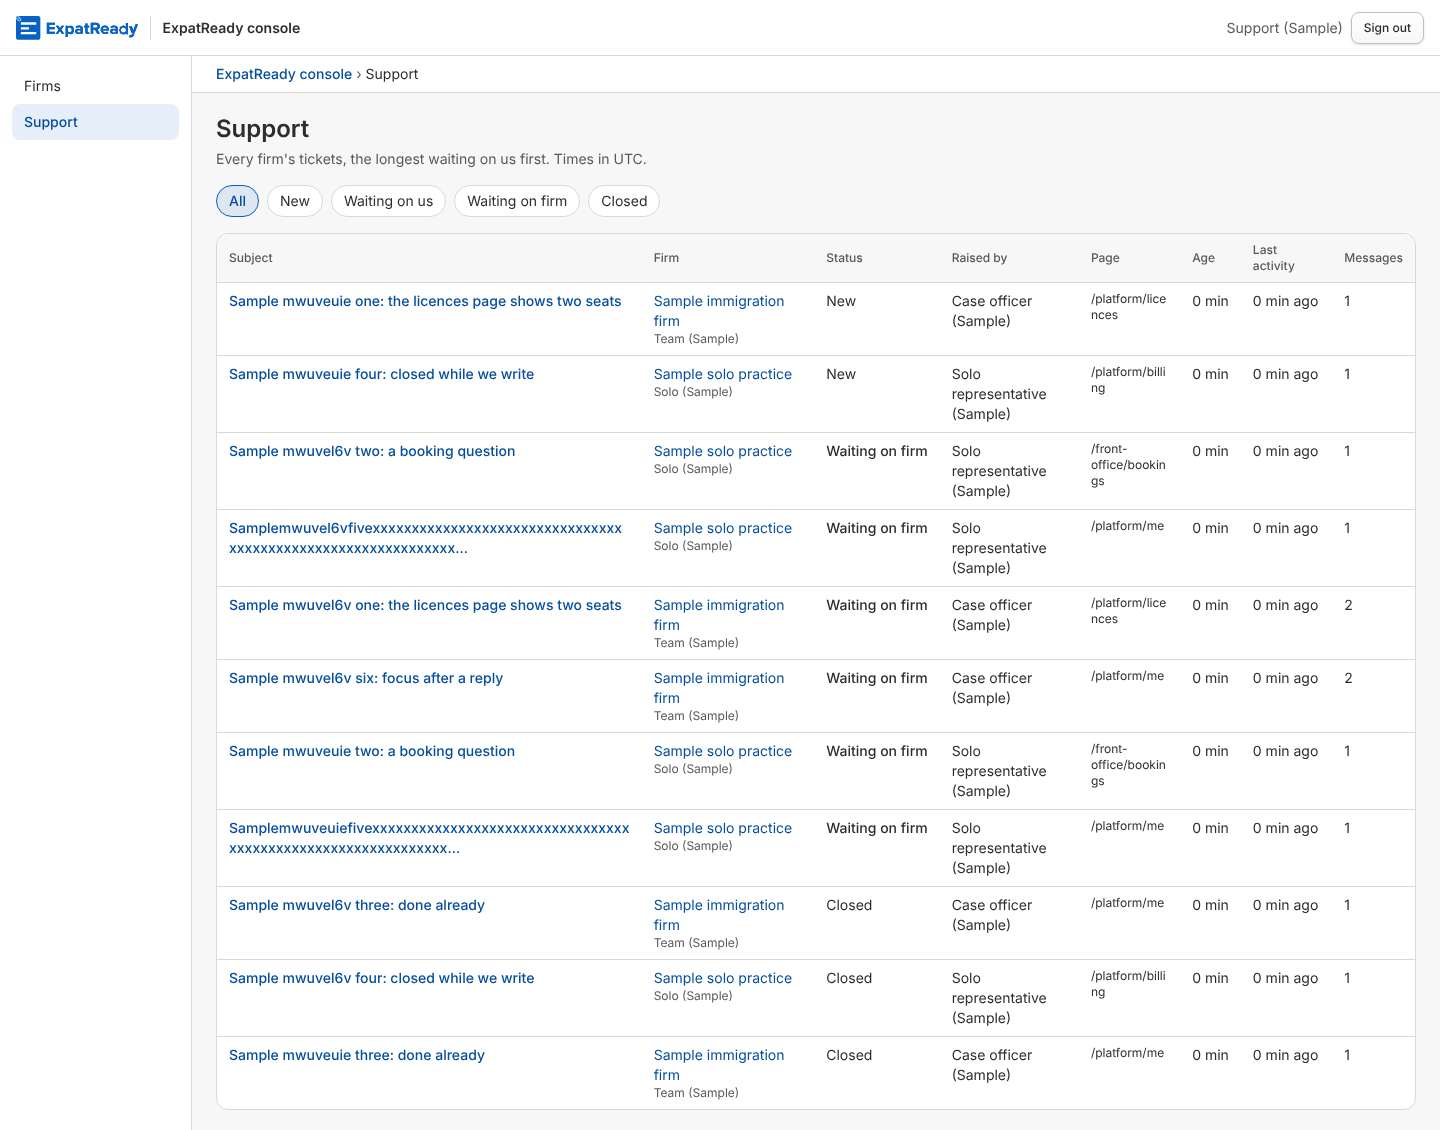 ExpatReady
ExpatReady console
Support (Sample)
Sign out
Firms
Support
ExpatReady console › Support
Support
Every firm's tickets, the longest waiting on us first. Times in UTC.
All
New
Waiting on us
Waiting on firm
Closed
Subject
Firm
Status
Raised by
Page
Age
Last
activity
Messages
Sample mwuveuie one: the licences page shows two seats
Sample immigration
firm
Team (Sample)
New
Case officer
(Sample)
/platform/lice
nces
0 min
0 min ago
1
Sample mwuveuie four: closed while we write
Sample solo practice
Solo (Sample)
New
Solo
representative
(Sample)
/platform/billi
ng
0 min
0 min ago
1
Sample mwuvel6v two: a booking question
Sample solo practice
Solo (Sample)
Waiting on firm
Solo
representative
(Sample)
/front-
office/bookin
gs
0 min
0 min ago
1
Samplemwuvel6vfivexxxxxxxxxxxxxxxxxxxxxxxxxxxxxxxx
xxxxxxxxxxxxxxxxxxxxxxxxxxxxx...
Sample solo practice
Solo (Sample)
Waiting on firm
Solo
representative
(Sample)
/platform/me
0 min
0 min ago
1
Sample mwuvel6v one: the licences page shows two seats
Sample immigration
firm
Team (Sample)
Waiting on firm
Case officer
(Sample)
/platform/lice
nces
0 min
0 min ago
2
Sample mwuvel6v six: focus after a reply
Sample immigration
firm
Team (Sample)
Waiting on firm
Case officer
(Sample)
/platform/me
0 min
0 min ago
2
Sample mwuveuie two: a booking question
Sample solo practice
Solo (Sample)
Waiting on firm
Solo
representative
(Sample)
/front-
office/bookin
gs
0 min
0 min ago
1
Samplemwuveuiefivexxxxxxxxxxxxxxxxxxxxxxxxxxxxxxxxx
xxxxxxxxxxxxxxxxxxxxxxxxxxxx...
Sample solo practice
Solo (Sample)
Waiting on firm
Solo
representative
(Sample)
/platform/me
0 min
0 min ago
1
Sample mwuvel6v three: done already
Sample immigration
firm
Team (Sample)
Closed
Case officer
(Sample)
/platform/me
0 min
0 min ago
1
Sample mwuvel6v four: closed while we write
Sample solo practice
Solo (Sample)
Closed
Solo
representative
(Sample)
/platform/billi
ng
0 min
0 min ago
1
Sample mwuveuie three: done already
Sample immigration
firm
Team (Sample)
Closed
Case officer
(Sample)
/platform/me
0 min
0 min ago
1